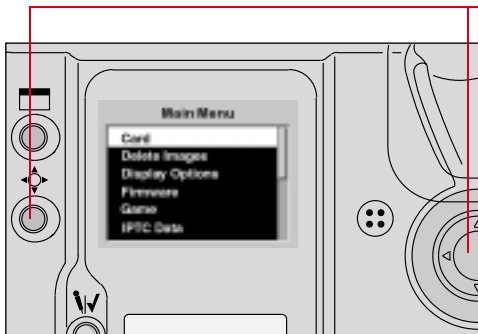 Main Menu
Card
Delete Images
Display Options
Firmware
Game
IPTC Data